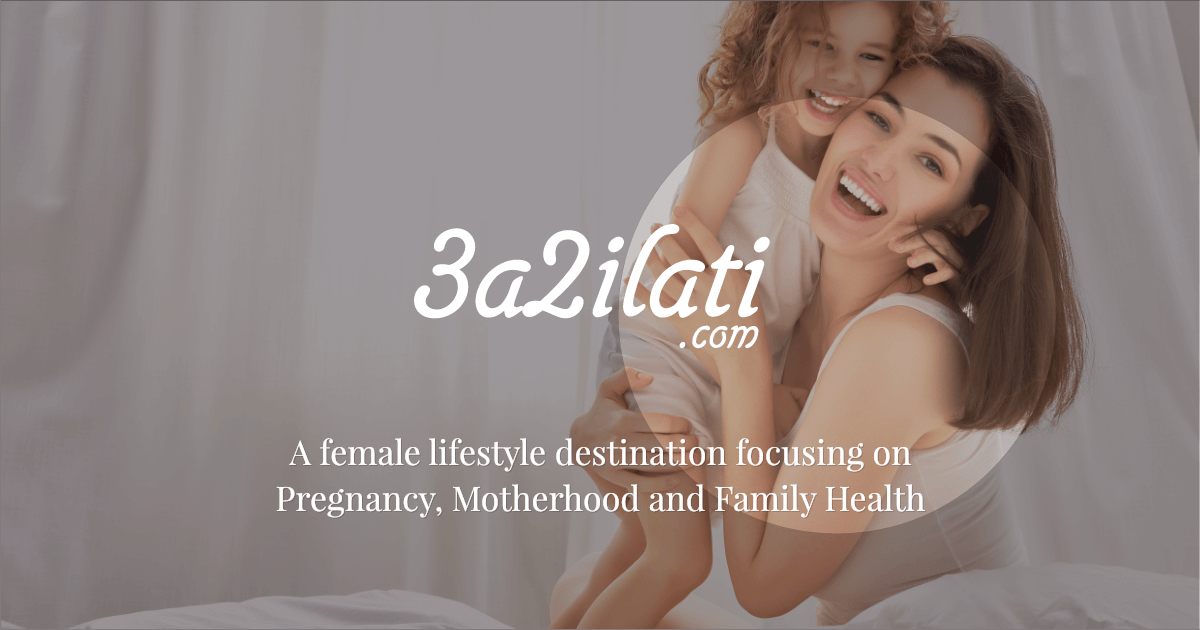 3a2ilati
.com
A female lifestyle destination focusing on
Pregnancy, Motherhood and Family Health